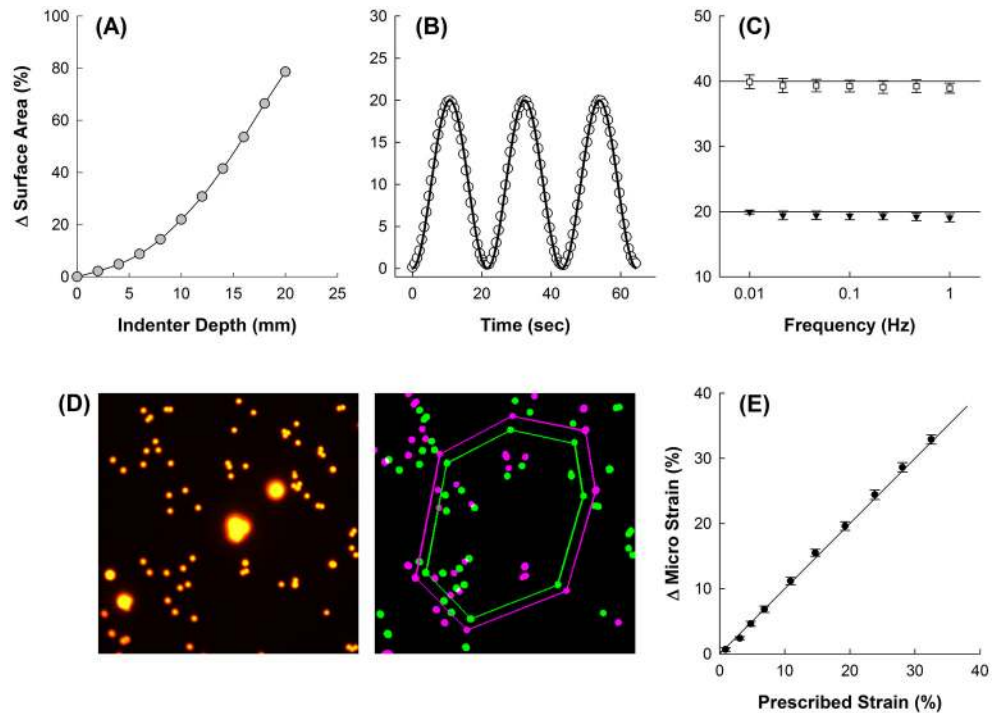 (A)
Δ Surface Area (%)
100
80
60
40
20
0
0 5 10 15 20 25
Indenter Depth (mm)
(B)
30
25
20
15
10
5
0
0 20 40 60
Time (sec)
(C)
50
40
30
20
10
0.01 0.1 1
Frequency (Hz)
(D)
(E)
Δ Micro Strain (%)
40
30
20
10
0
0 10 20 30 40
Prescribed Strain (%)